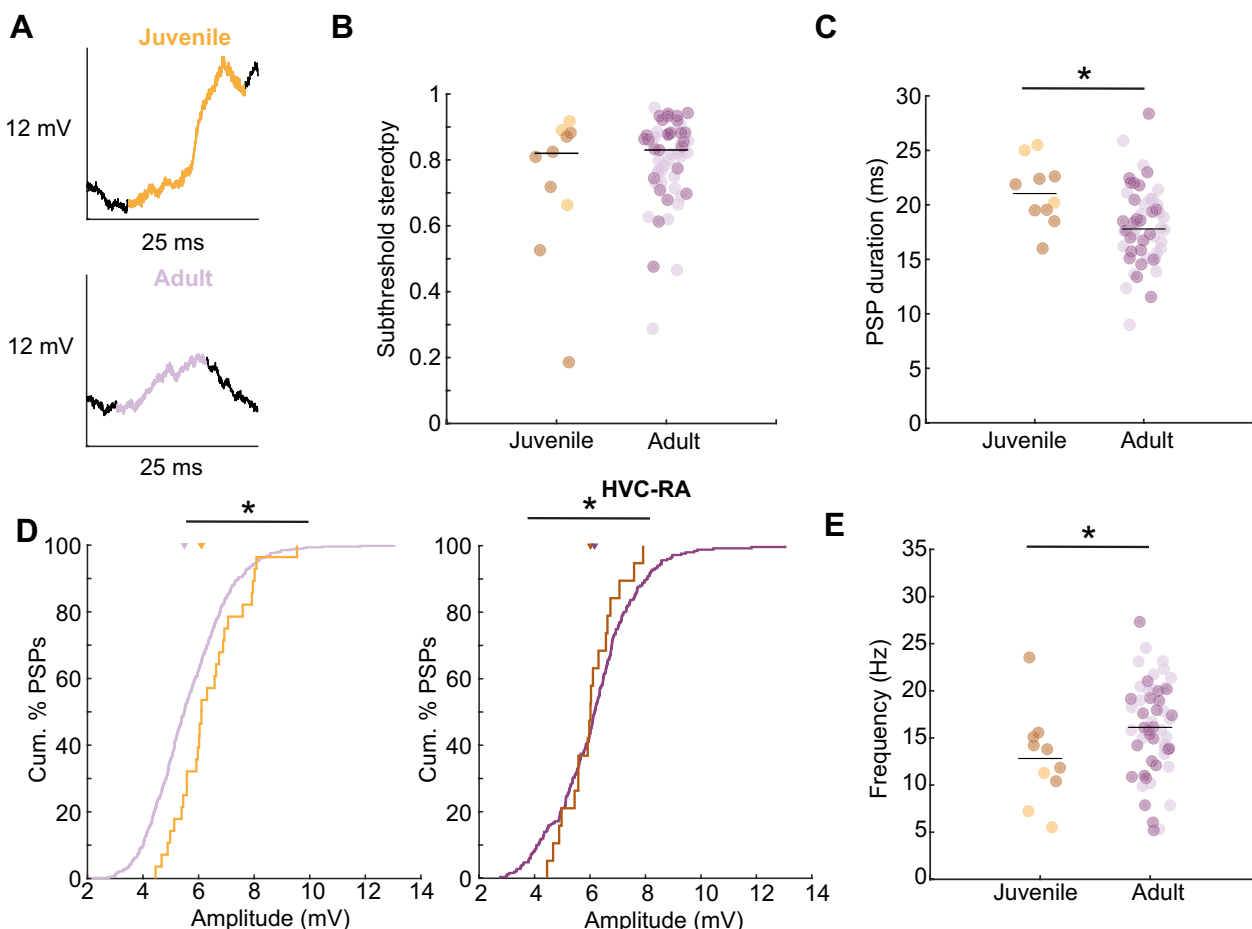 A
Juvenile
12 mV
25 ms
Adult
12 mV
25 ms
B
Subthreshold stereotpy
1
0.8
0.6
0.4
0.2
0
Juvenile
Adult
C
*
PSP duration (ms)
30
25
20
15
10
5
0
Juvenile
Adult
D
*
Cum. % PSPs
100
80
60
40
20
0
2
4
6
8
10
12
14
Amplitude (mV)
HVC-RA
*
Cum. % PSPs
100
80
60
40
20
0
2
4
6
8
10
12
14
Amplitude (mV)
E
*
Frequency (Hz)
35
30
25
20
15
10
5
0
Juvenile
Adult